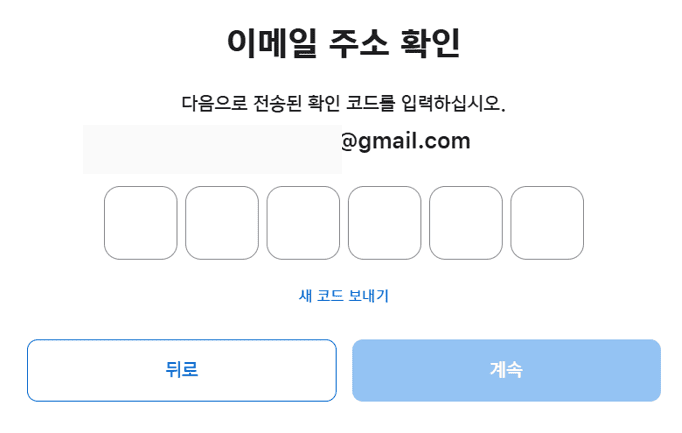 이메일 주소 확인
다음으로 전송된 확인 코드를 입력하십시오.
@gmail.com
새 코드 보내기
뒤로
계속